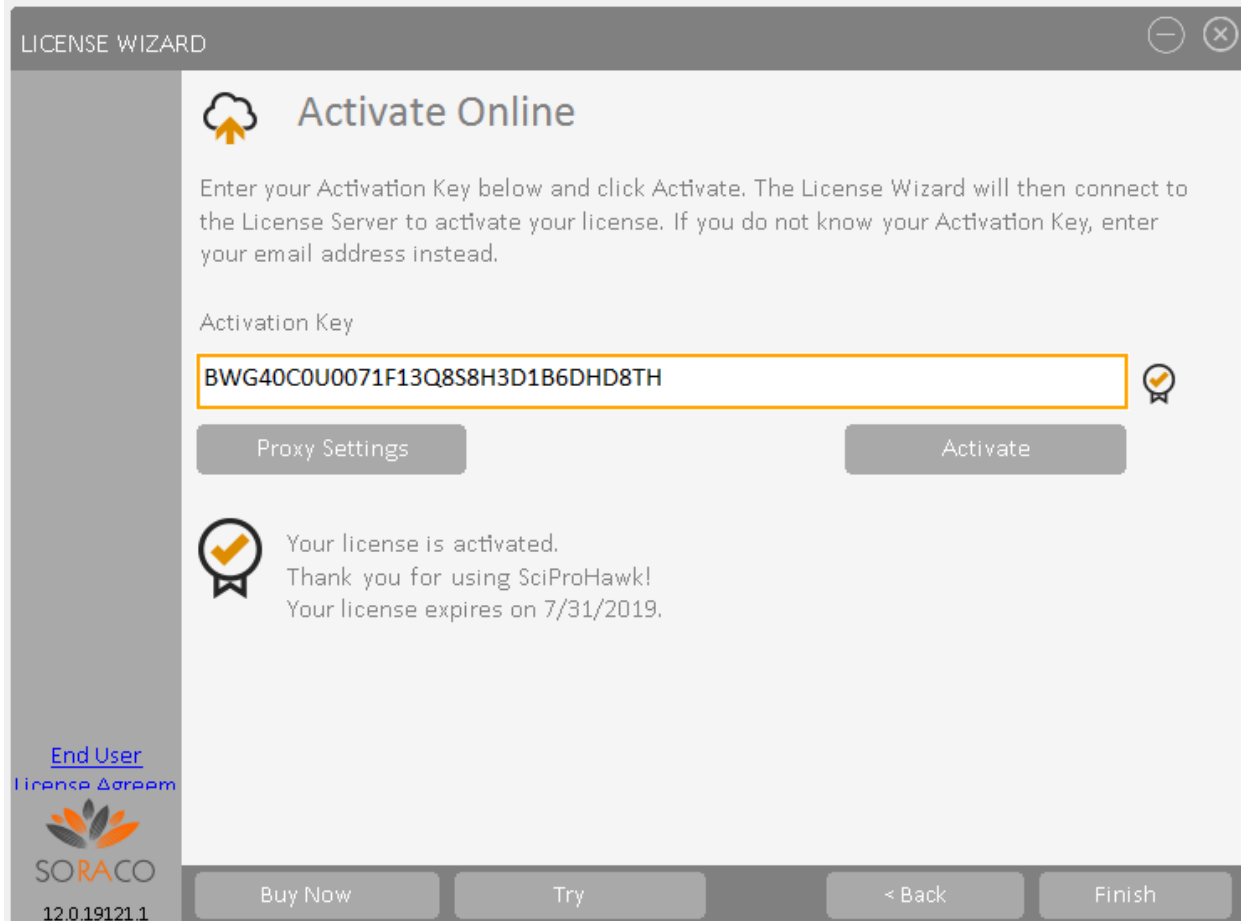 LICENSE WIZARD
Activate Online
Enter your Activation Key below and click Activate. The License Wizard will then connect to
the License Server to activate your license. If you do not know your Activation Key, enter
your email address instead.
Activation Key
BWG40C0U0071F13Q8S8H3D1B6DHD8TH
Proxy Settings
Activate
Your license is activated.
Thank you for using SciProHawk!
Your license expires on 7/31/2019.
End User
License Agreem
SORACO
12.0.19121.1
Buy Now
Try
< Back
Finish